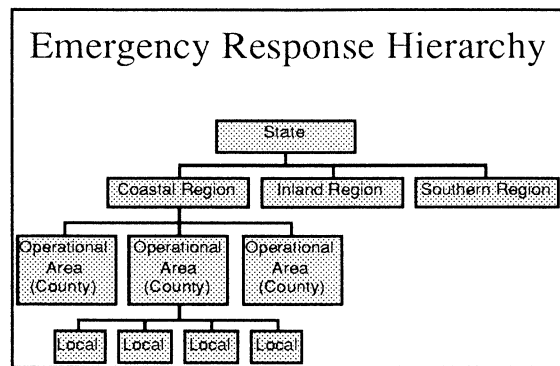 Emergency Response Hierarchy
State
Coastal Region
Inland Region
Southern Region
Operational
Area
(County)
Operational
Area
(County)
Operational
Area
(County)
Local
Local
Local
Local